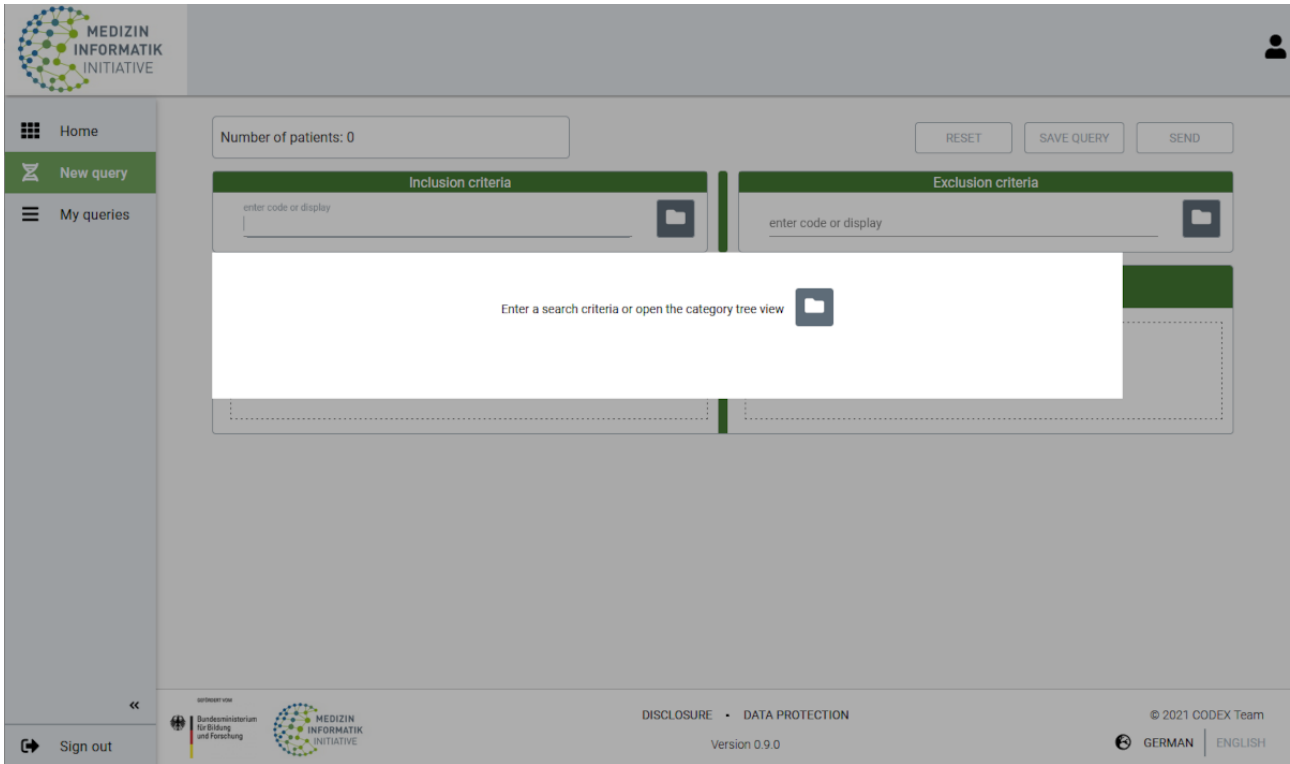 MEDIZIN
INFORMATIK
INITIATIVE
Home
New query
My queries
Number of patients: 0
RESET
SAVE QUERY
SEND
Inclusion criteria
enter code or display
Exclusion criteria
enter code or display
Enter a search criteria or open the category tree view
«
Sign out
GEFÖRDERT VOM
Bundesministerium
für Bildung
und Forschung
MEDIZIN
INFORMATIK
INITIATIVE
DISCLOSURE • DATA PROTECTION
Version 0.9.0
© 2021 CODEX Team
GERMAN | ENGLISH